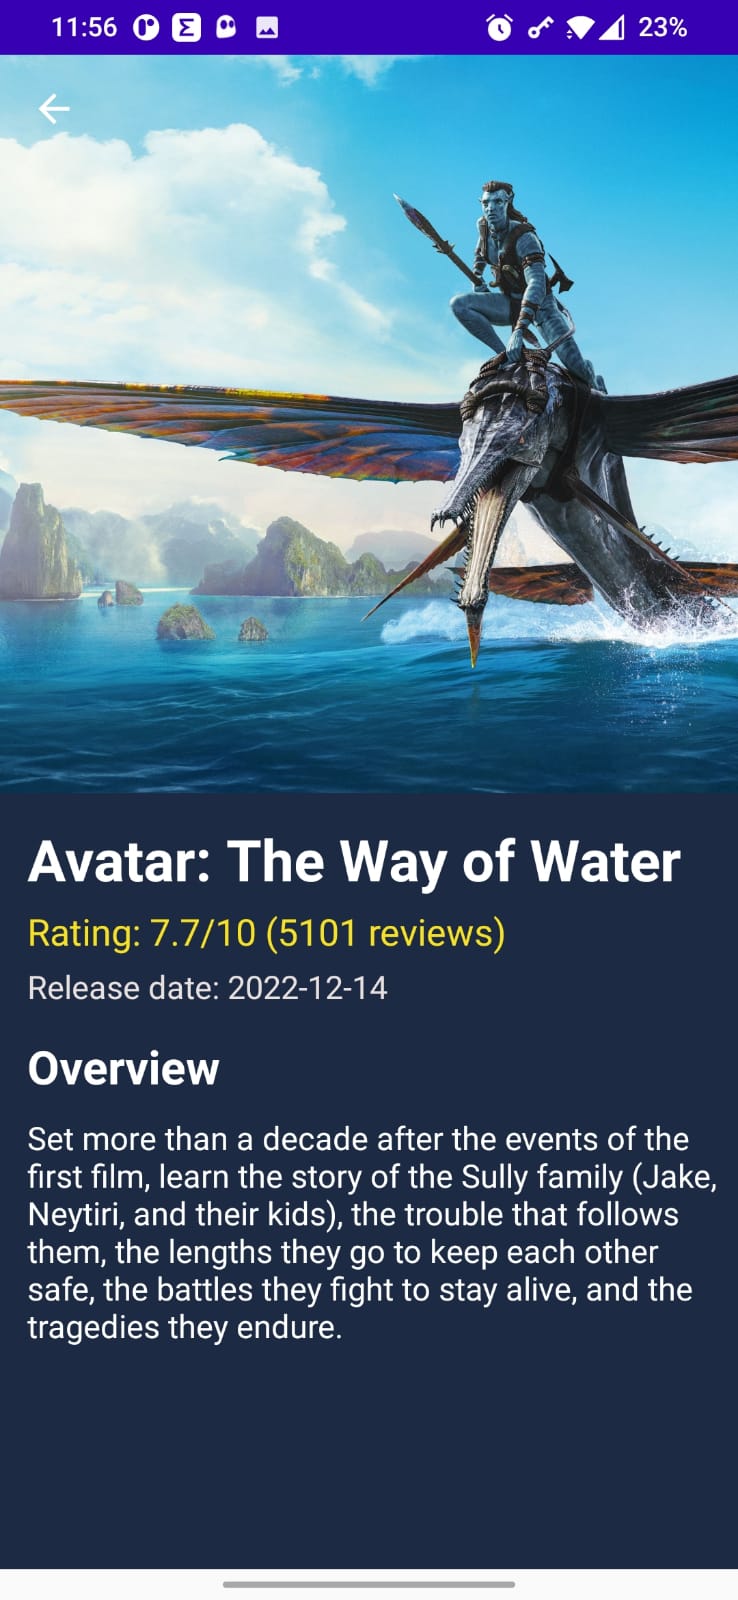 11:56
23%
Avatar: The Way of Water
Rating: 7.7/10 (5101 reviews)
Release date: 2022-12-14
Overview
Set more than a decade after the events of the
first film, learn the story of the Sully family (Jake,
Neytiri, and their kids), the trouble that follows
them, the lengths they go to keep each other
safe, the battles they fight to stay alive, and the
tragedies they endure.